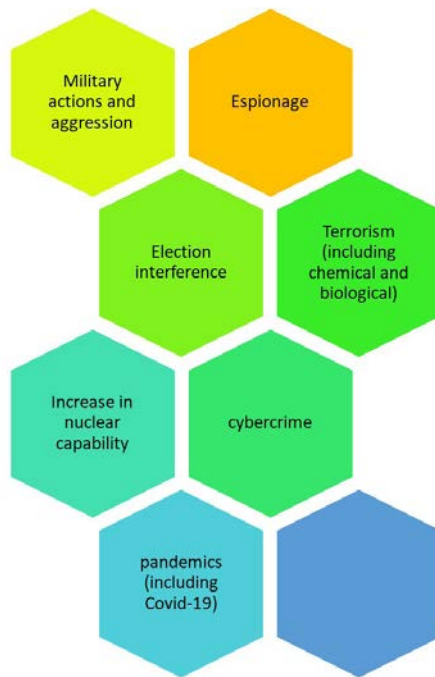 Military
actions and
aggression
Espionage
Election
interference
Terrorism
(including
chemical and
biological)
Increase in
nuclear
capability
cybercrime
pandemics
(including
Covid-19)